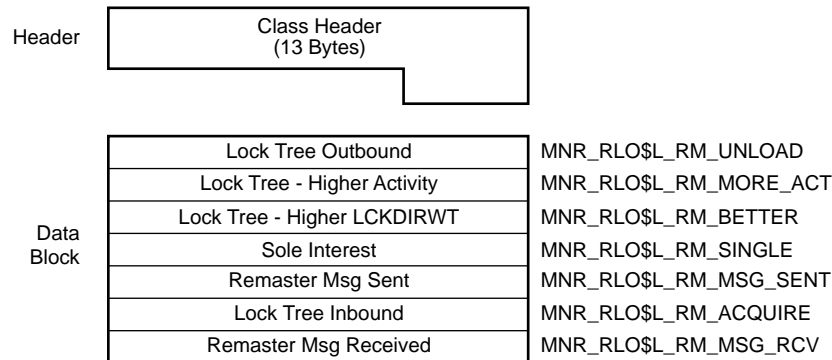 Header
Class Header
(13 Bytes)
Data
Block
Lock Tree Outbound MNR_RLO$L_RM_UNLOAD
Lock Tree - Higher Activity MNR_RLO$L_RM_MORE_ACT
Lock Tree - Higher LCKDIRWT MNR_RLO$L_RM_BETTER
Sole Interest MNR_RLO$L_RM_SINGLE
Remaster Msg Sent MNR_RLO$L_RM_MSG_SENT
Lock Tree Inbound MNR_RLO$L_RM_ACQUIRE
Remaster Msg Received MNR_RLO$L_RM_MSG_RCV